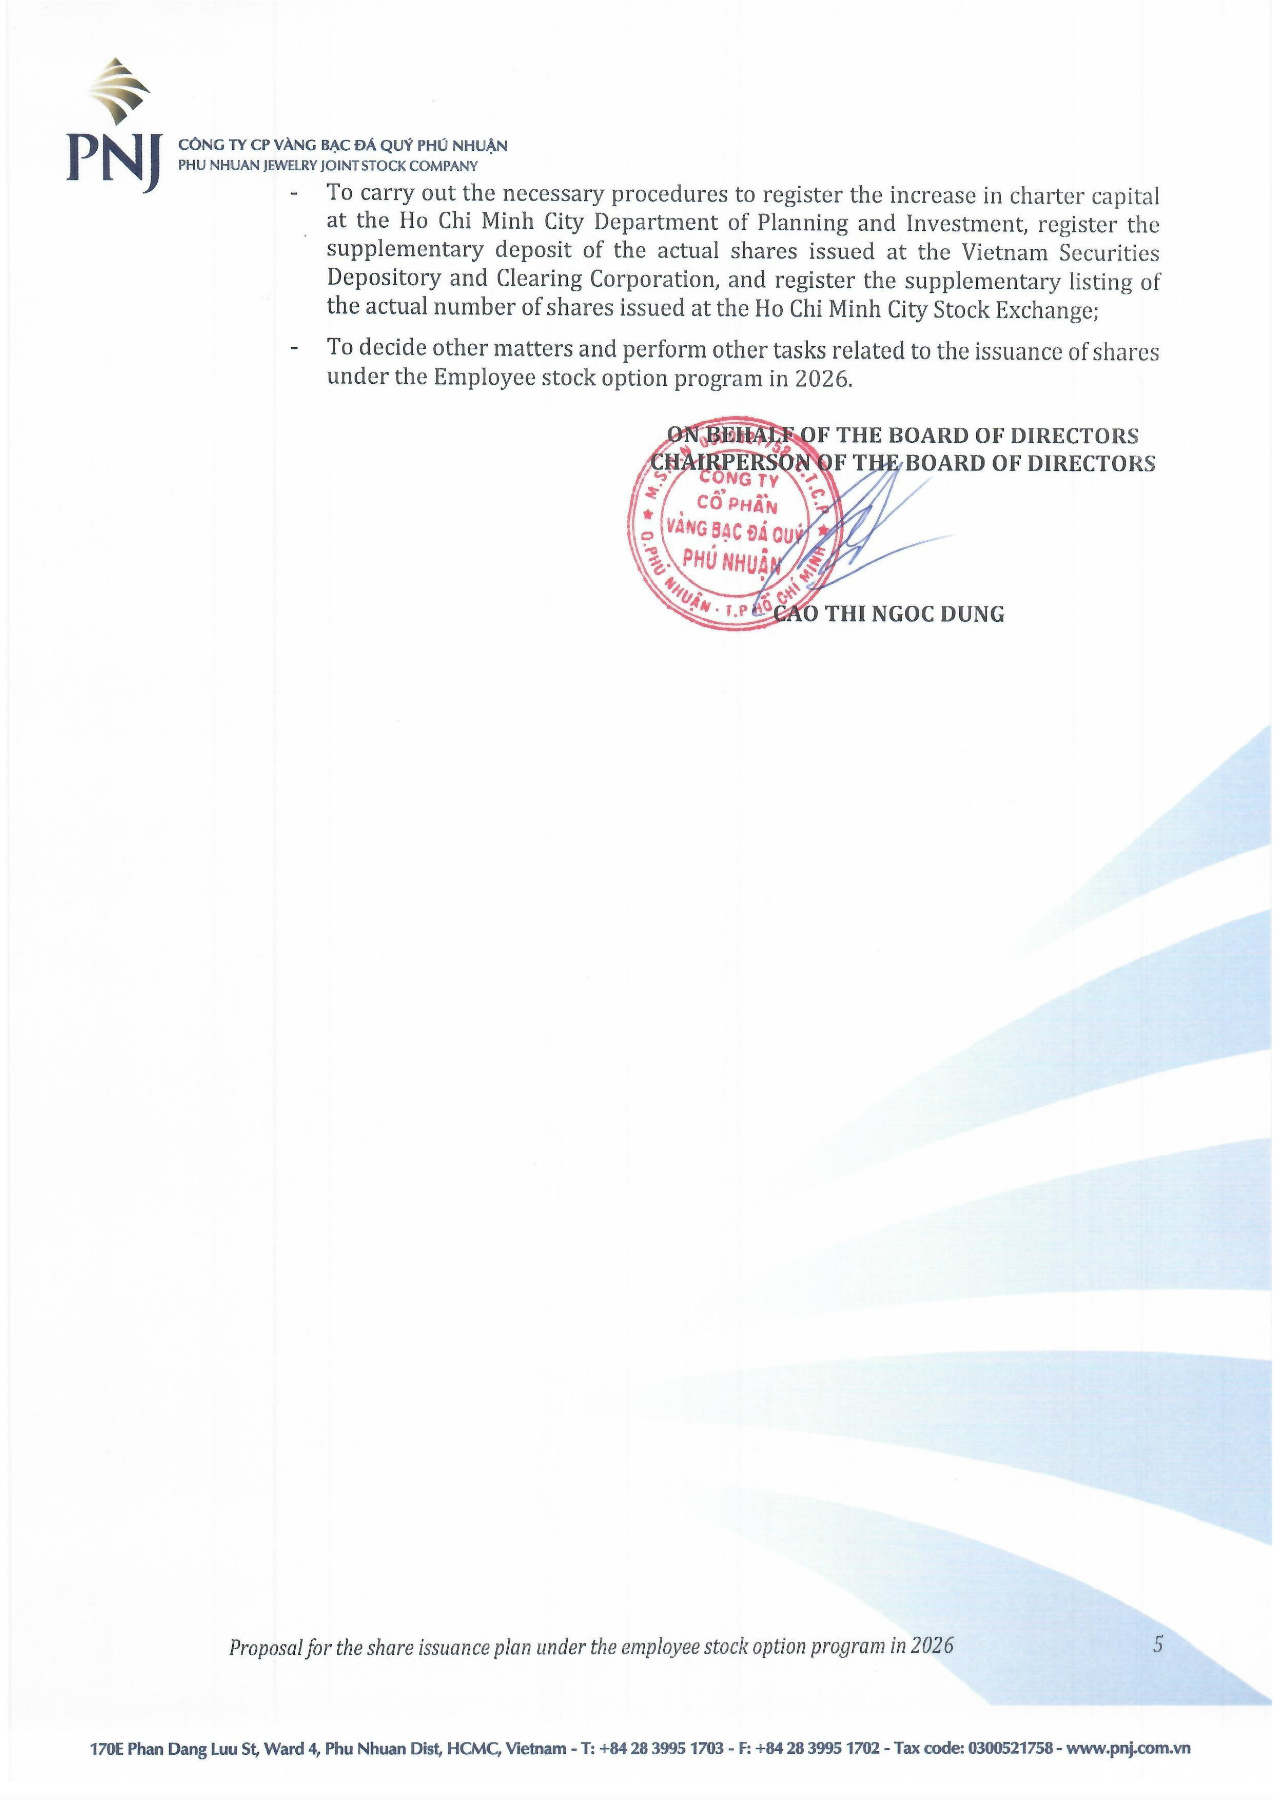 PNJ
CÔNG TY CP VÀNG BẠC ĐÁ QUÝ PHÚ NHUẬN
PHU NHUAN JEWELRY JOINT STOCK COMPANY
- To carry out the necessary procedures to register the increase in charter capital
at the Ho Chi Minh City Department of Planning and Investment, register the
supplementary deposit of the actual shares issued at the Vietnam Securities
Depository and Clearing Corporation, and register the supplementary listing of
the actual number of shares issued at the Ho Chi Minh City Stock Exchange;
- To decide other matters and perform other tasks related to the issuance of shares
under the Employee stock option program in 2026.
ON BEHALF OF THE BOARD OF DIRECTORS
CHAIRPERSON OF THE BOARD OF DIRECTORS
CÔNG TY
CỔ PHẦN
VÀNG BẠC ĐÁ QUÝ
PHÚ NHUẬN
Q.PHÚ NHUẬN - T.P HỒ CHÍ MINH
CAO THI NGOC DUNG
Proposal for the share issuance plan under the employee stock option program in 2026 5
170E Phan Dang Luu St, Ward 4, Phu Nhuan Dist, HCMC, Vietnam - T: +84 28 3995 1703 - F: +84 28 3995 1702 - Tax code: 0300521758 - www.pnj.com.vn